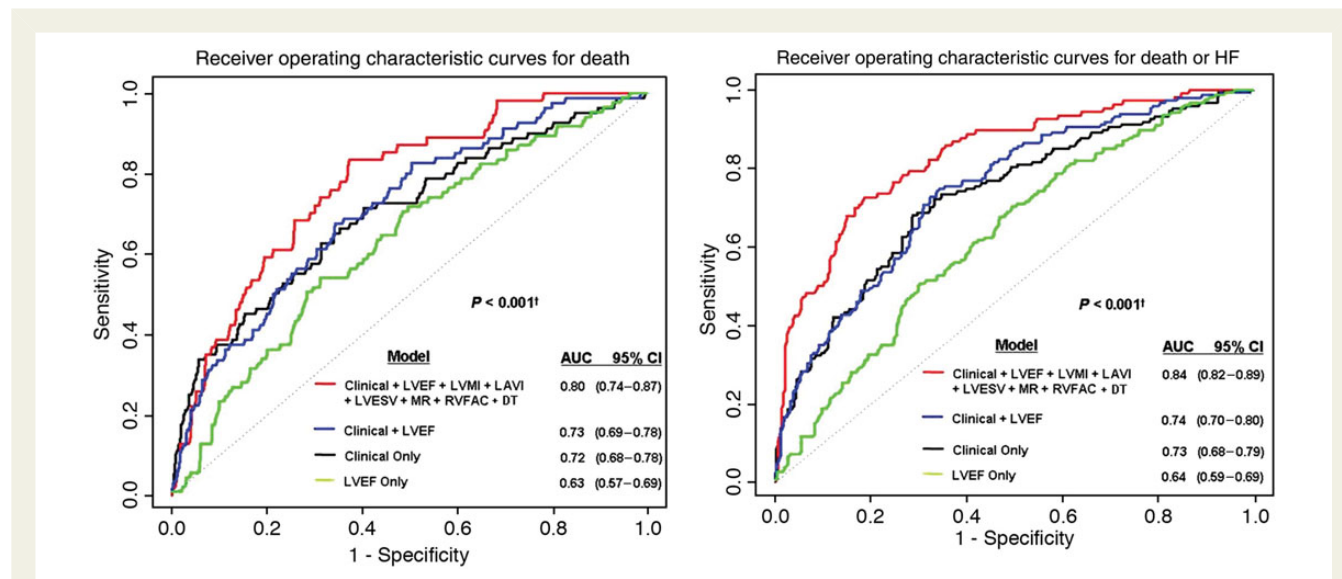 Receiver operating characteristic curves for death
1.0
0.8
0.6
0.4
0.2
0.0
Sensitivity
P < 0.001†
Model AUC 95% CI
Clinical + LVEF + LVMI + LAVI
+ LVESV + MR + RVFAC + DT 0.80 (0.74–0.87)
Clinical + LVEF 0.73 (0.69–0.78)
Clinical Only 0.72 (0.68–0.78)
LVEF Only 0.63 (0.57–0.69)
0.0 0.2 0.4 0.6 0.8 1.0
1 - Specificity
Receiver operating characteristic curves for death or HF
1.0
0.8
0.6
0.4
0.2
0.0
Sensitivity
P < 0.001†
Model AUC 95% CI
Clinical + LVEF + LVMI + LAVI
+ LVESV + MR + RVFAC + DT 0.84 (0.82–0.89)
Clinical + LVEF 0.74 (0.70–0.80)
Clinical Only 0.73 (0.68–0.79)
LVEF Only 0.64 (0.59–0.69)
0.0 0.2 0.4 0.6 0.8 1.0
1 - Specificity